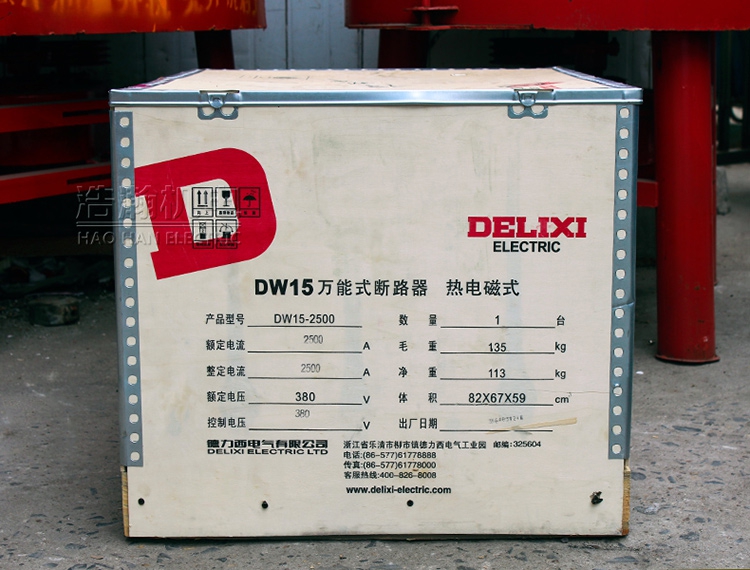 浩瀚机
HAO HAN ELECTRIC
DELIXI
ELECTRIC
DW15万能式断路器 热电磁式
产品型号 DW15-2500 数量 1 台
额定电流 2500 A 毛重 135 kg
整定电流 2500 A 净重 113 kg
额定电压 380 V 体积 82X67X59 cm³
控制电压 380 V 出厂日期
德力西电气有限公司
DELIXI ELECTRIC LTD
浙江省乐清市柳市镇德力西电气工业园 邮编:325604
电话:(86-577)61778888
传真:(86-577)61778000
客服热线:400-826-8008
www.delixi-electric.com